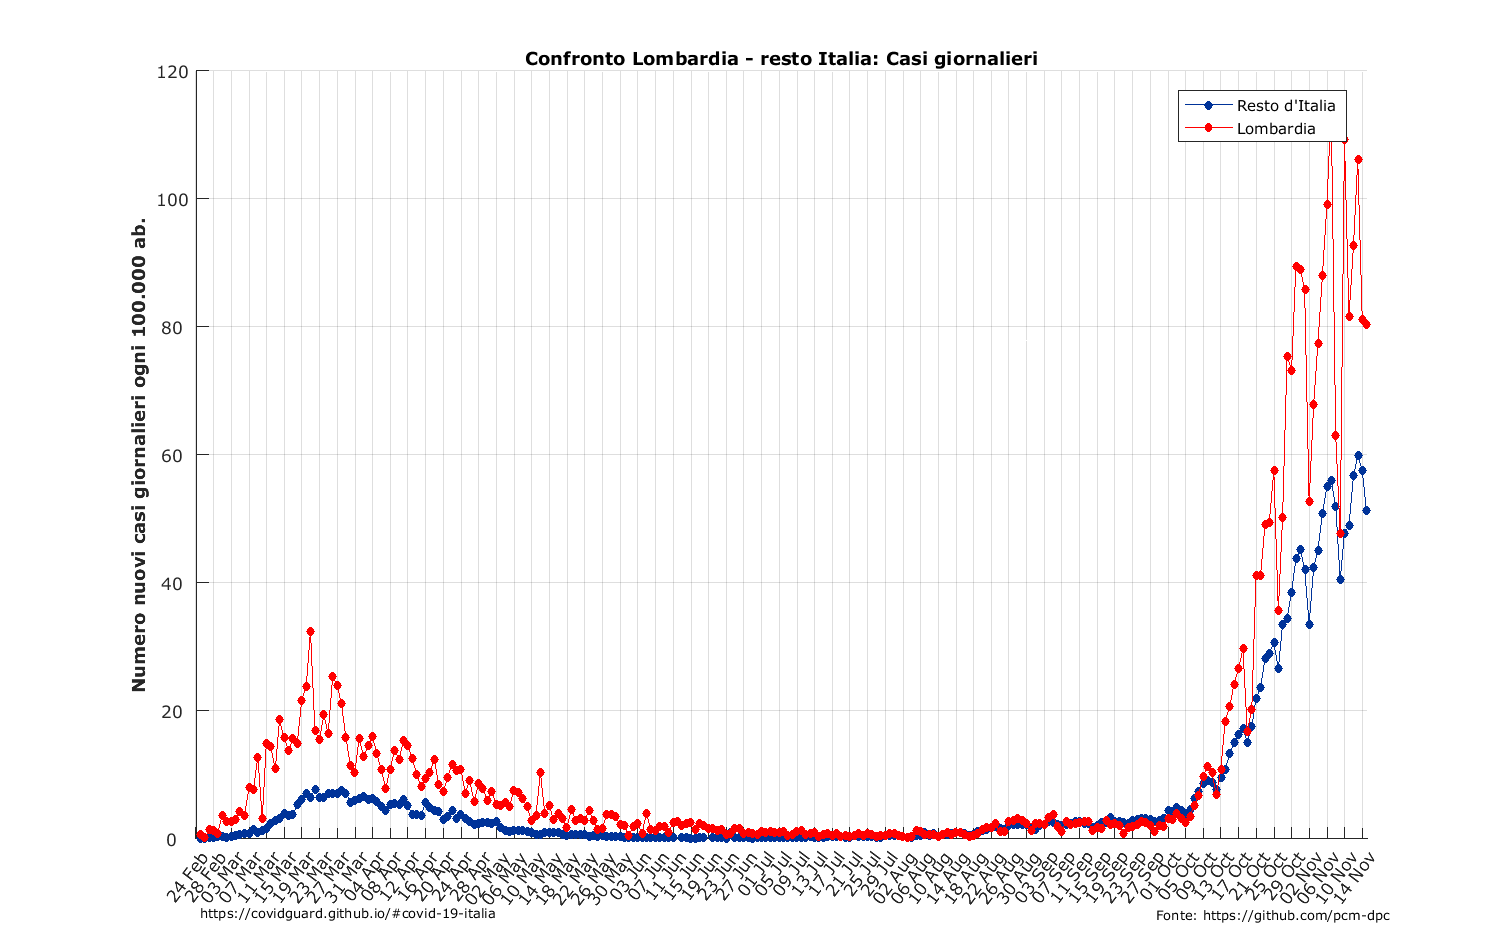 Confronto Lombardia - resto Italia: Casi giornalieri
Numero nuovi casi giornalieri ogni 100.000 ab.
120
100
80
60
40
20
0
Resto d'Italia
Lombardia
24 Feb
28 Feb
03 Mar
07 Mar
11 Mar
15 Mar
19 Mar
23 Mar
27 Mar
31 Mar
04 Apr
08 Apr
12 Apr
16 Apr
20 Apr
24 Apr
28 Apr
02 May
06 May
10 May
14 May
18 May
22 May
26 May
30 May
03 Jun
07 Jun
11 Jun
15 Jun
19 Jun
23 Jun
27 Jun
01 Jul
05 Jul
09 Jul
13 Jul
17 Jul
21 Jul
25 Jul
29 Jul
02 Aug
06 Aug
10 Aug
14 Aug
18 Aug
22 Aug
26 Aug
30 Aug
03 Sep
07 Sep
11 Sep
15 Sep
19 Sep
23 Sep
27 Sep
01 Oct
05 Oct
09 Oct
13 Oct
17 Oct
21 Oct
25 Oct
29 Oct
02 Nov
06 Nov
10 Nov
14 Nov
https://covidguard.github.io/#covid-19-italia
Fonte: https://github.com/pcm-dpc